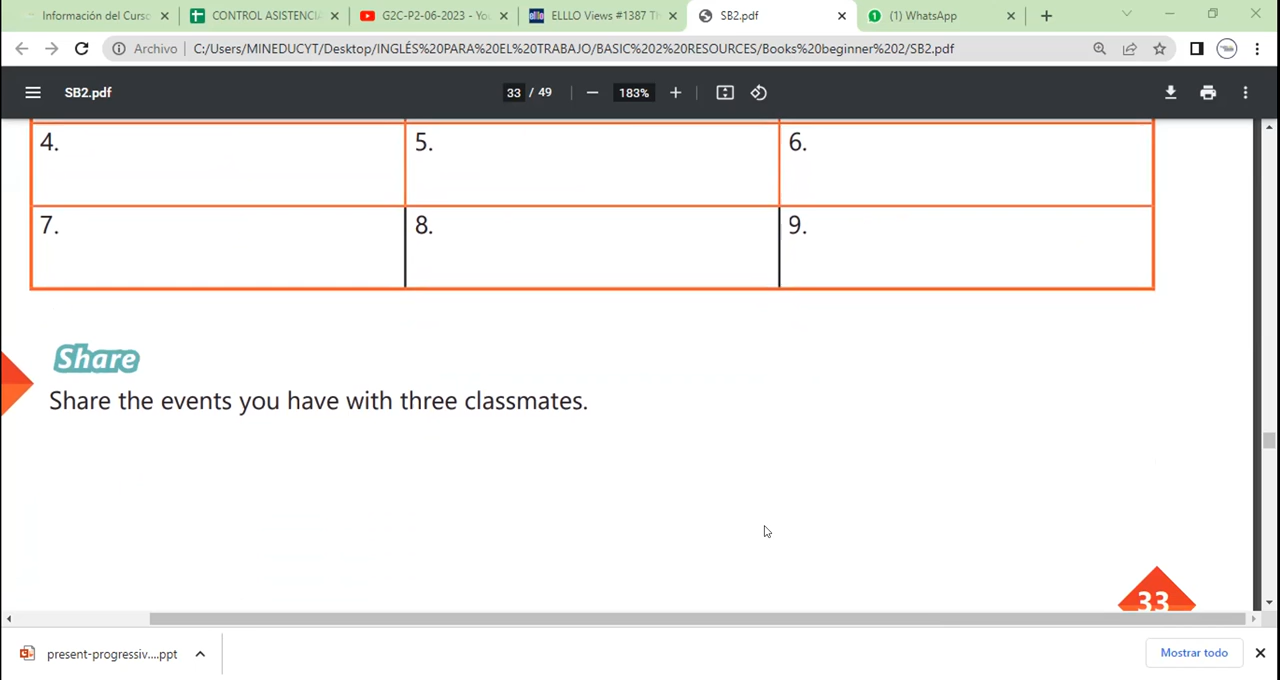 Información del Curso
CONTROL ASISTENCIA
G2C-P2-06-2023 - You
ELLLO Views #1387 Th
SB2.pdf
(1) WhatsApp
Archivo
C:/Users/MINEDUCYT/Desktop/INGLÉS%20PARA%20EL%20TRABAJO/BASIC%202%20RESOURCES/Books%20beginner%202/SB2.pdf
SB2.pdf
33 / 49
183%
4.
5.
6.
7.
8.
9.
Share
Share the events you have with three classmates.
33
present-progressiv....ppt
Mostrar todo